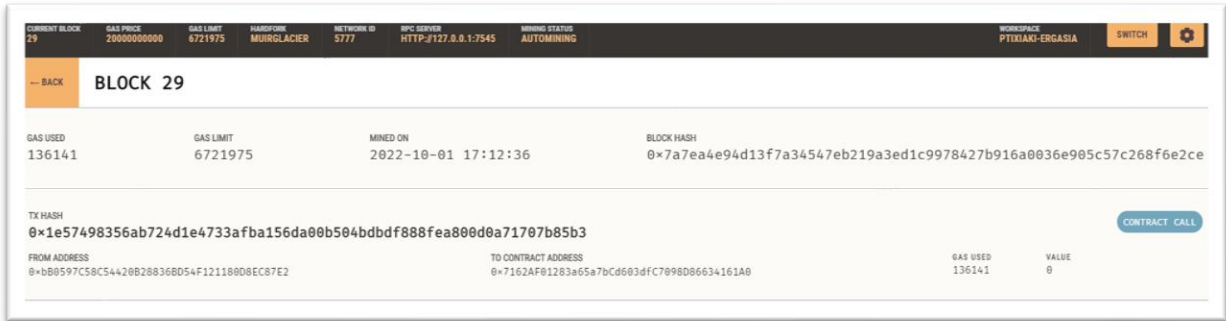 CURRENT BLOCK GAS PRICE GAS LIMIT HARDFORK NETWORK ID RPC SERVER MINING STATUS WORKSPACE
29 20000000000 6721975 MUIRGLACIER 5777 HTTP://127.0.0.1:7545 AUTOMINING PTIXIAKI-ERGASIA SWITCH
← BACK BLOCK 29
GAS USED GAS LIMIT MINED ON BLOCK HASH
136141 6721975 2022-10-01 17:12:36 0×7a7ea4e94d13f7a34547eb219a3ed1c9978427b916a0036e905c57c268f6e2ce
TX HASH
0×1e57498356ab724d1e4733afba156da00b504bdbdf888fea800d0a71707b85b3 CONTRACT CALL
FROM ADDRESS TO CONTRACT ADDRESS GAS USED VALUE
0×bB0597C58C54420B28836BD54F121180D8EC87E2 0×7162AF01283a65a7bCd603dfC7098D86634161A0 136141 0